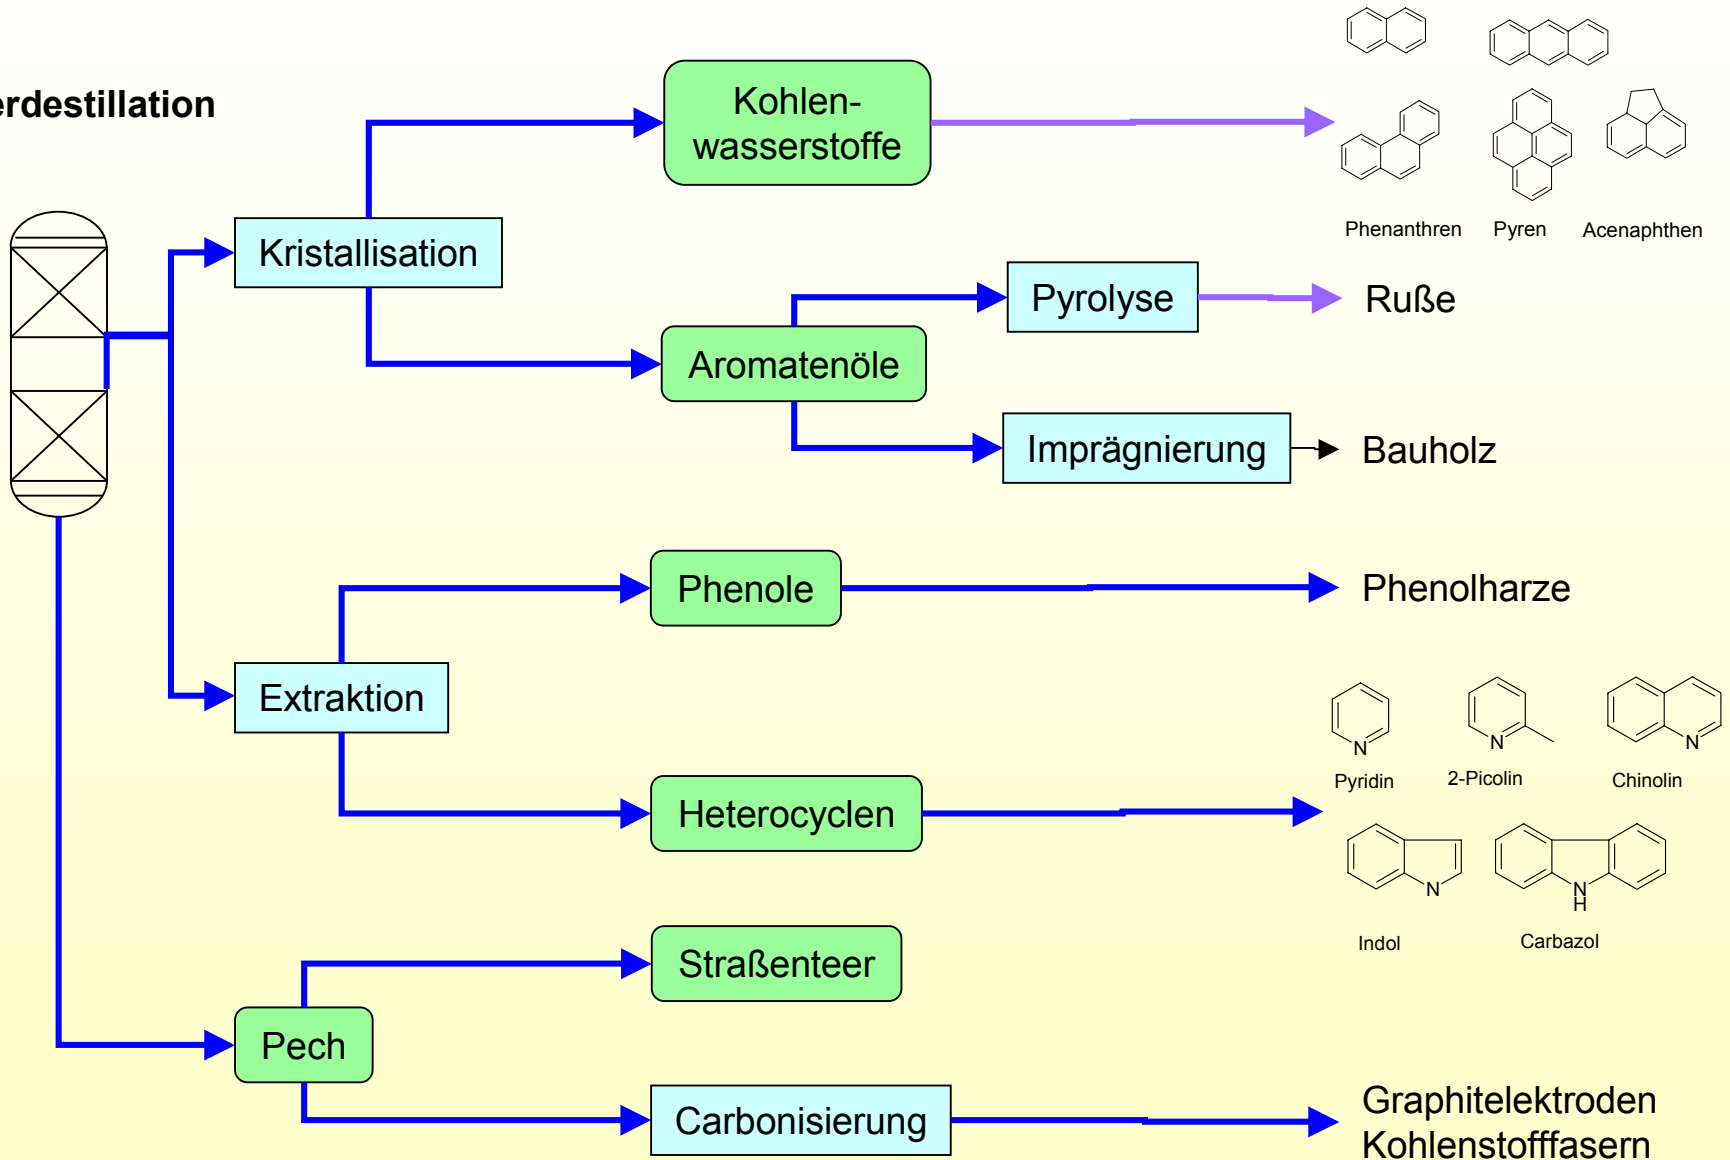 erdestillation
Kohlen-
wasserstoffe
Phenanthren
Pyren
Acenaphthen
Kristallisation
Pyrolyse
Ruße
Aromatenöle
Imprägnierung
Bauholz
Phenole
Phenolharze
Extraktion
N
N
N
Pyridin
2-Picolin
Chinolin
Heterocyclen
N
N
H
Indol
Carbazol
Straßenteer
Pech
Carbonisierung
Graphitelektroden
Kohlenstofffasern